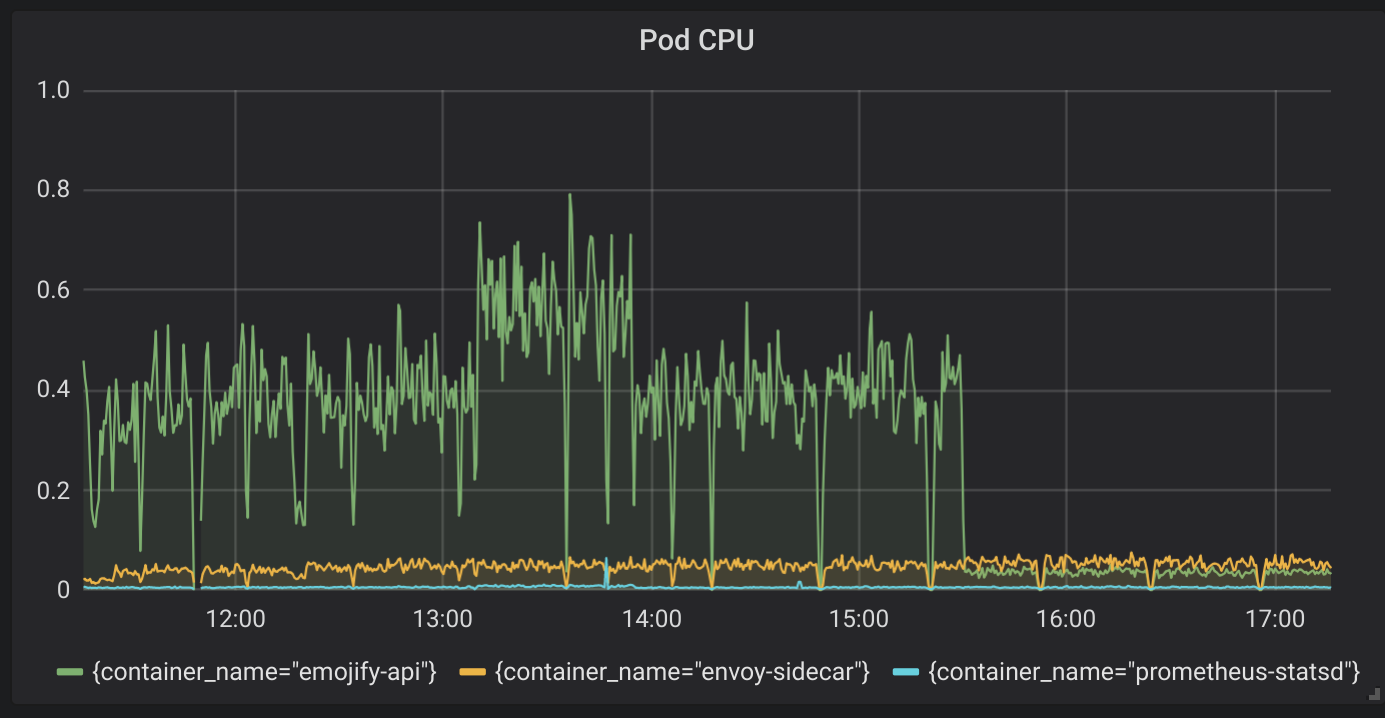 Pod CPU
1.0
0.8
0.6
0.4
0.2
0
12:00 13:00 14:00 15:00 16:00 17:00
{container_name="emojify-api"} {container_name="envoy-sidecar"} {container_name="prometheus-statsd"}